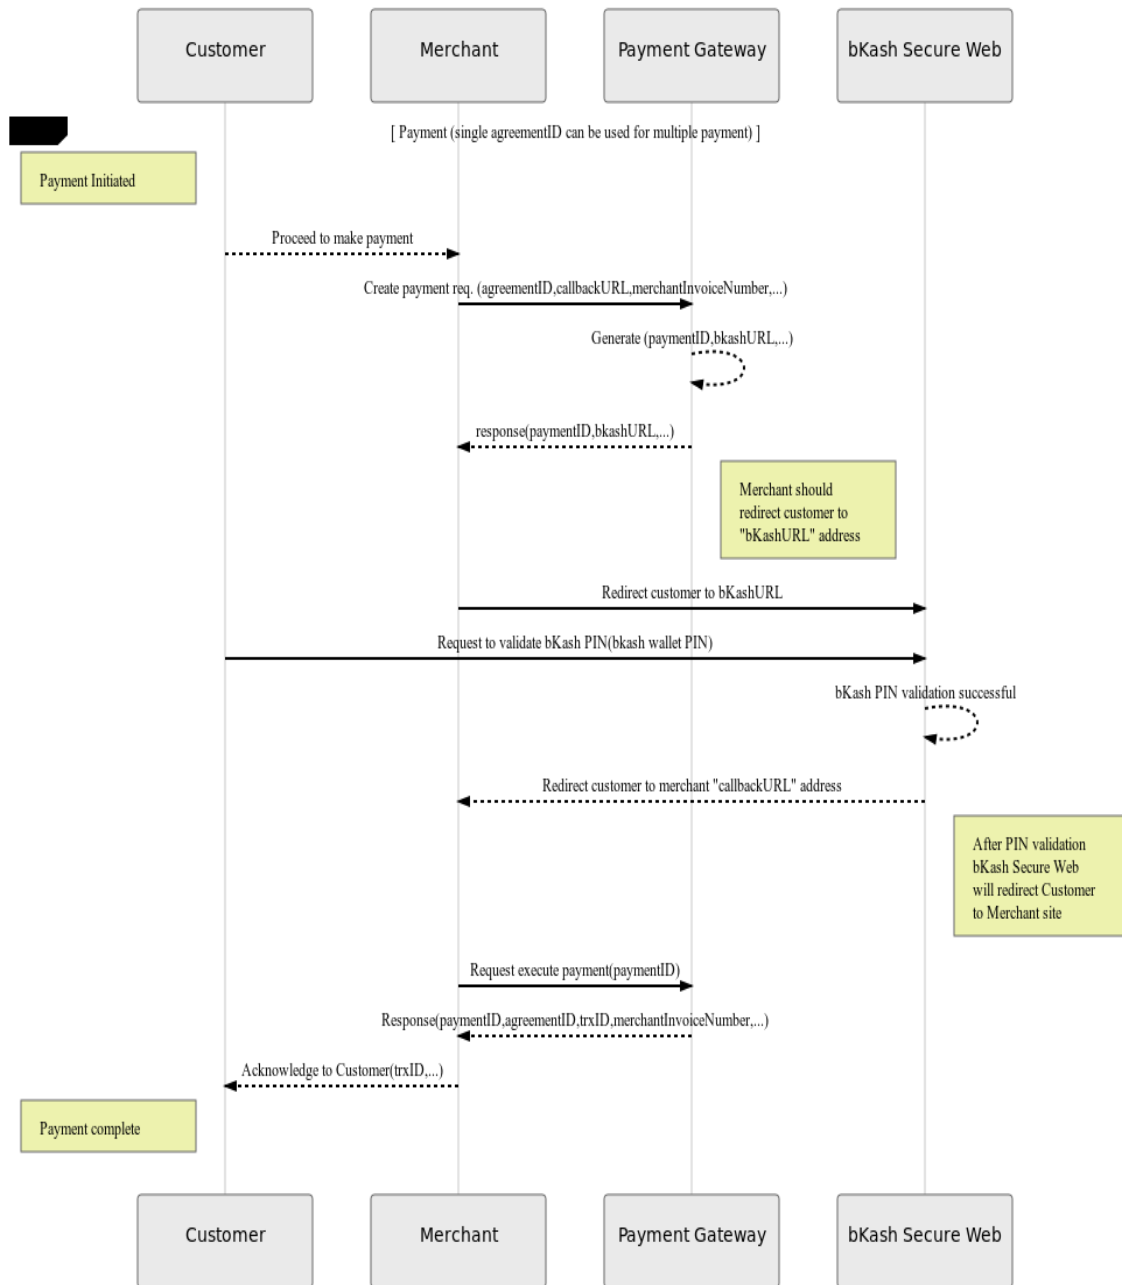 Customer
Merchant
Payment Gateway
bKash Secure Web
[ Payment (single agreementID can be used for multiple payment) ]
Payment Initiated
Proceed to make payment
Create payment req. (agreementID,callbackURL,merchantInvoiceNumber,...)
Generate (paymentID,bkashURL,...)
response(paymentID,bkashURL,...)
Merchant should
redirect customer to
"bKashURL" address
Redirect customer to bKashURL
Request to validate bKash PIN(bkash wallet PIN)
bKash PIN validation successful
Redirect customer to merchant "callbackURL" address
After PIN validation
bKash Secure Web
will redirect Customer
to Merchant site
Request execute payment(paymentID)
Response(paymentID,agreementID,trxID,merchantInvoiceNumber,...)
Acknowledge to Customer(trxID,...)
Payment complete
Customer
Merchant
Payment Gateway
bKash Secure Web